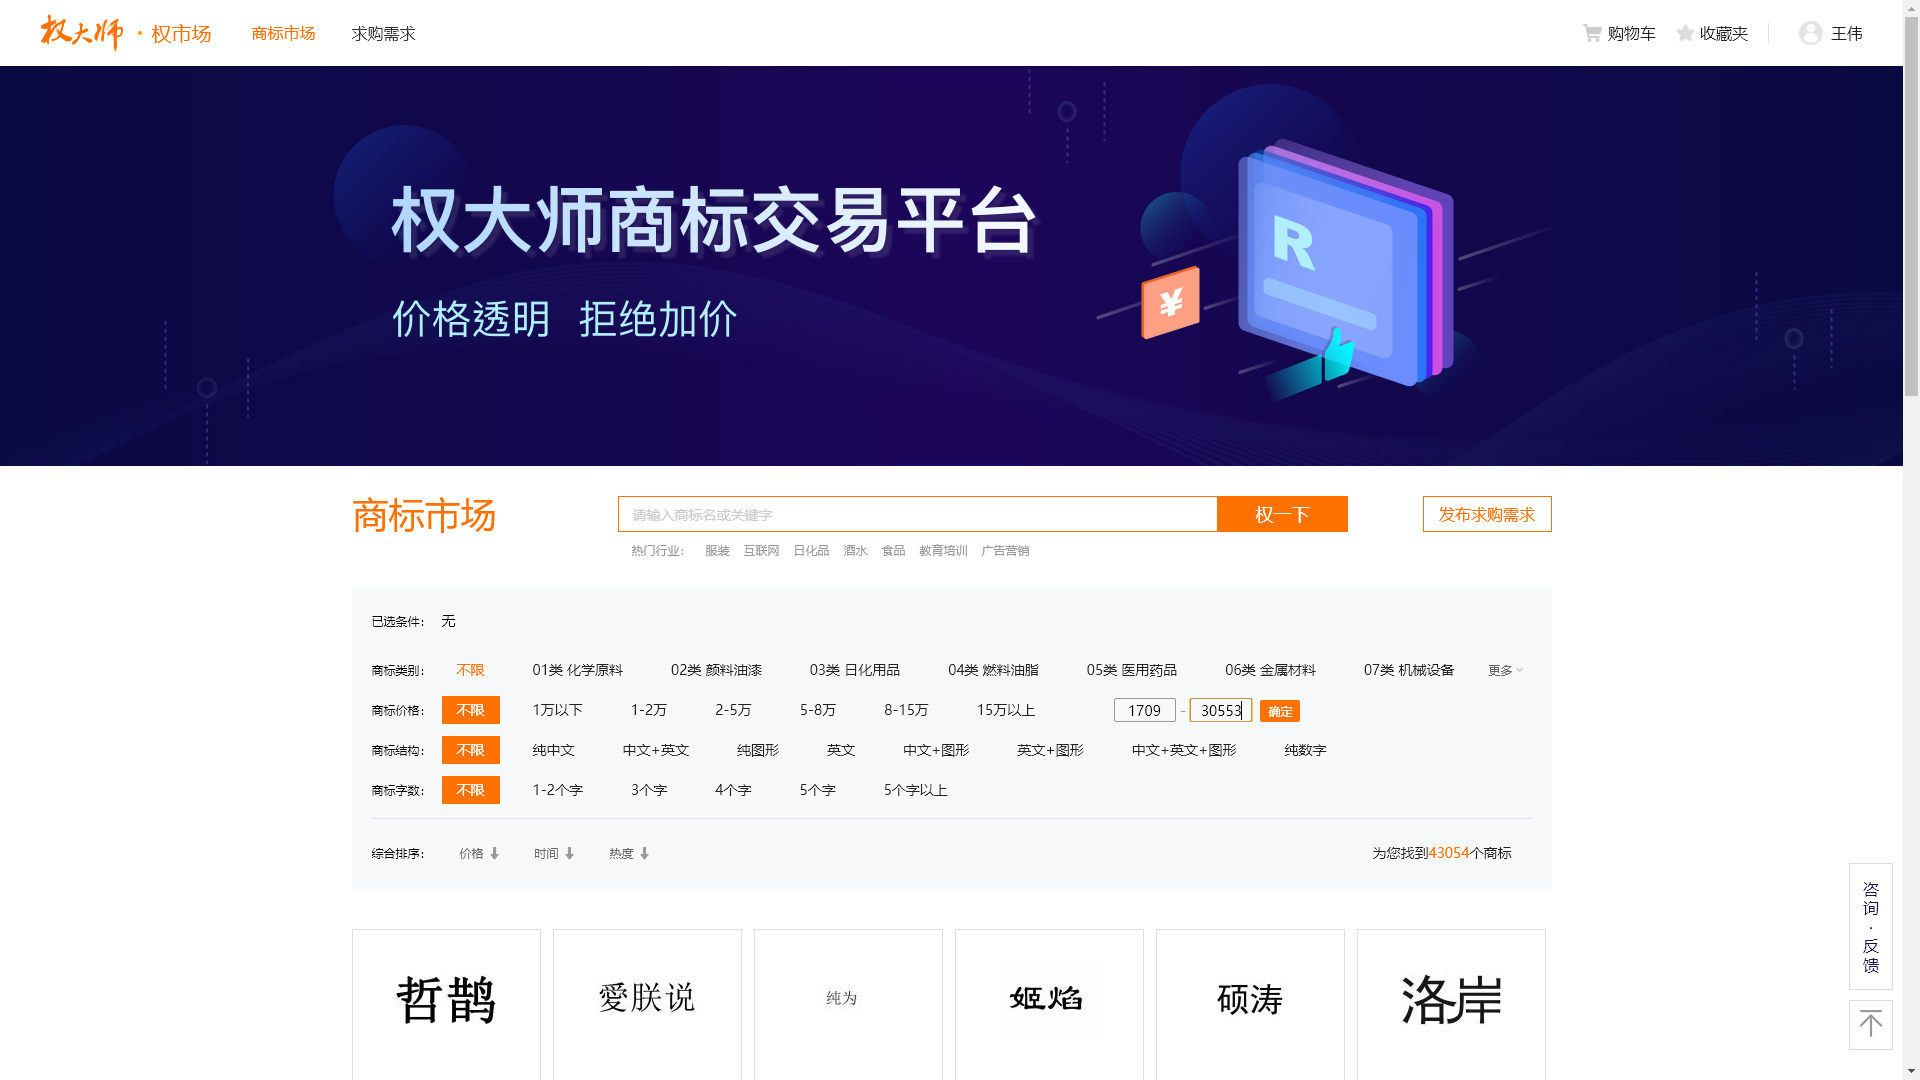 权大师 · 权市场 商标市场 求购需求 购物车 收藏夹 王伟
权大师商标交易平台
价格透明 拒绝加价
R
¥
商标市场 请输入商标名或关键字 权一下 发布求购需求
热门行业: 服装 互联网 日化品 酒水 食品 教育培训 广告营销
已选条件: 无
商标类别: 不限 01类 化学原料 02类 颜料油漆 03类 日化用品 04类 燃料油脂 05类 医用药品 06类 金属材料 07类 机械设备 更多
商标价格: 不限 1万以下 1-2万 2-5万 5-8万 8-15万 15万以上 1709 - 30553 确定
商标结构: 不限 纯中文 中文+英文 纯图形 英文 中文+图形 英文+图形 中文+英文+图形 纯数字
商标字数: 不限 1-2个字 3个字 4个字 5个字 5个字以上
综合排序: 价格 时间 热度 为您找到43054个商标
咨询·反馈
哲鹊 愛朕说 纯为 姬焰 硕涛 洛岸